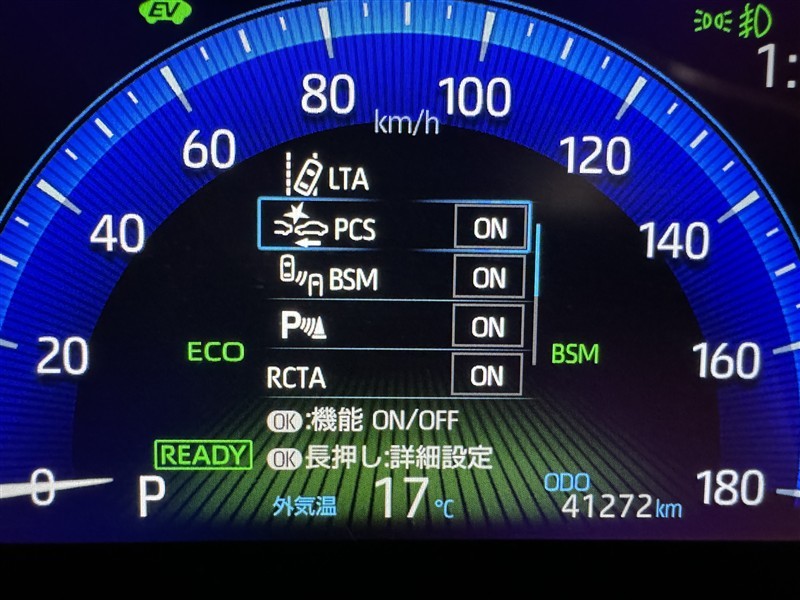 EV
1:
80
100
km/h
60
120
LTA
40
PCS ON
140
BSM ON
P ON
20
ECO
BSM
160
RCTA ON
OK:機能 ON/OFF
READY
OK長押し:詳細設定
0
P
外気温 17℃
ODO
41272km
180